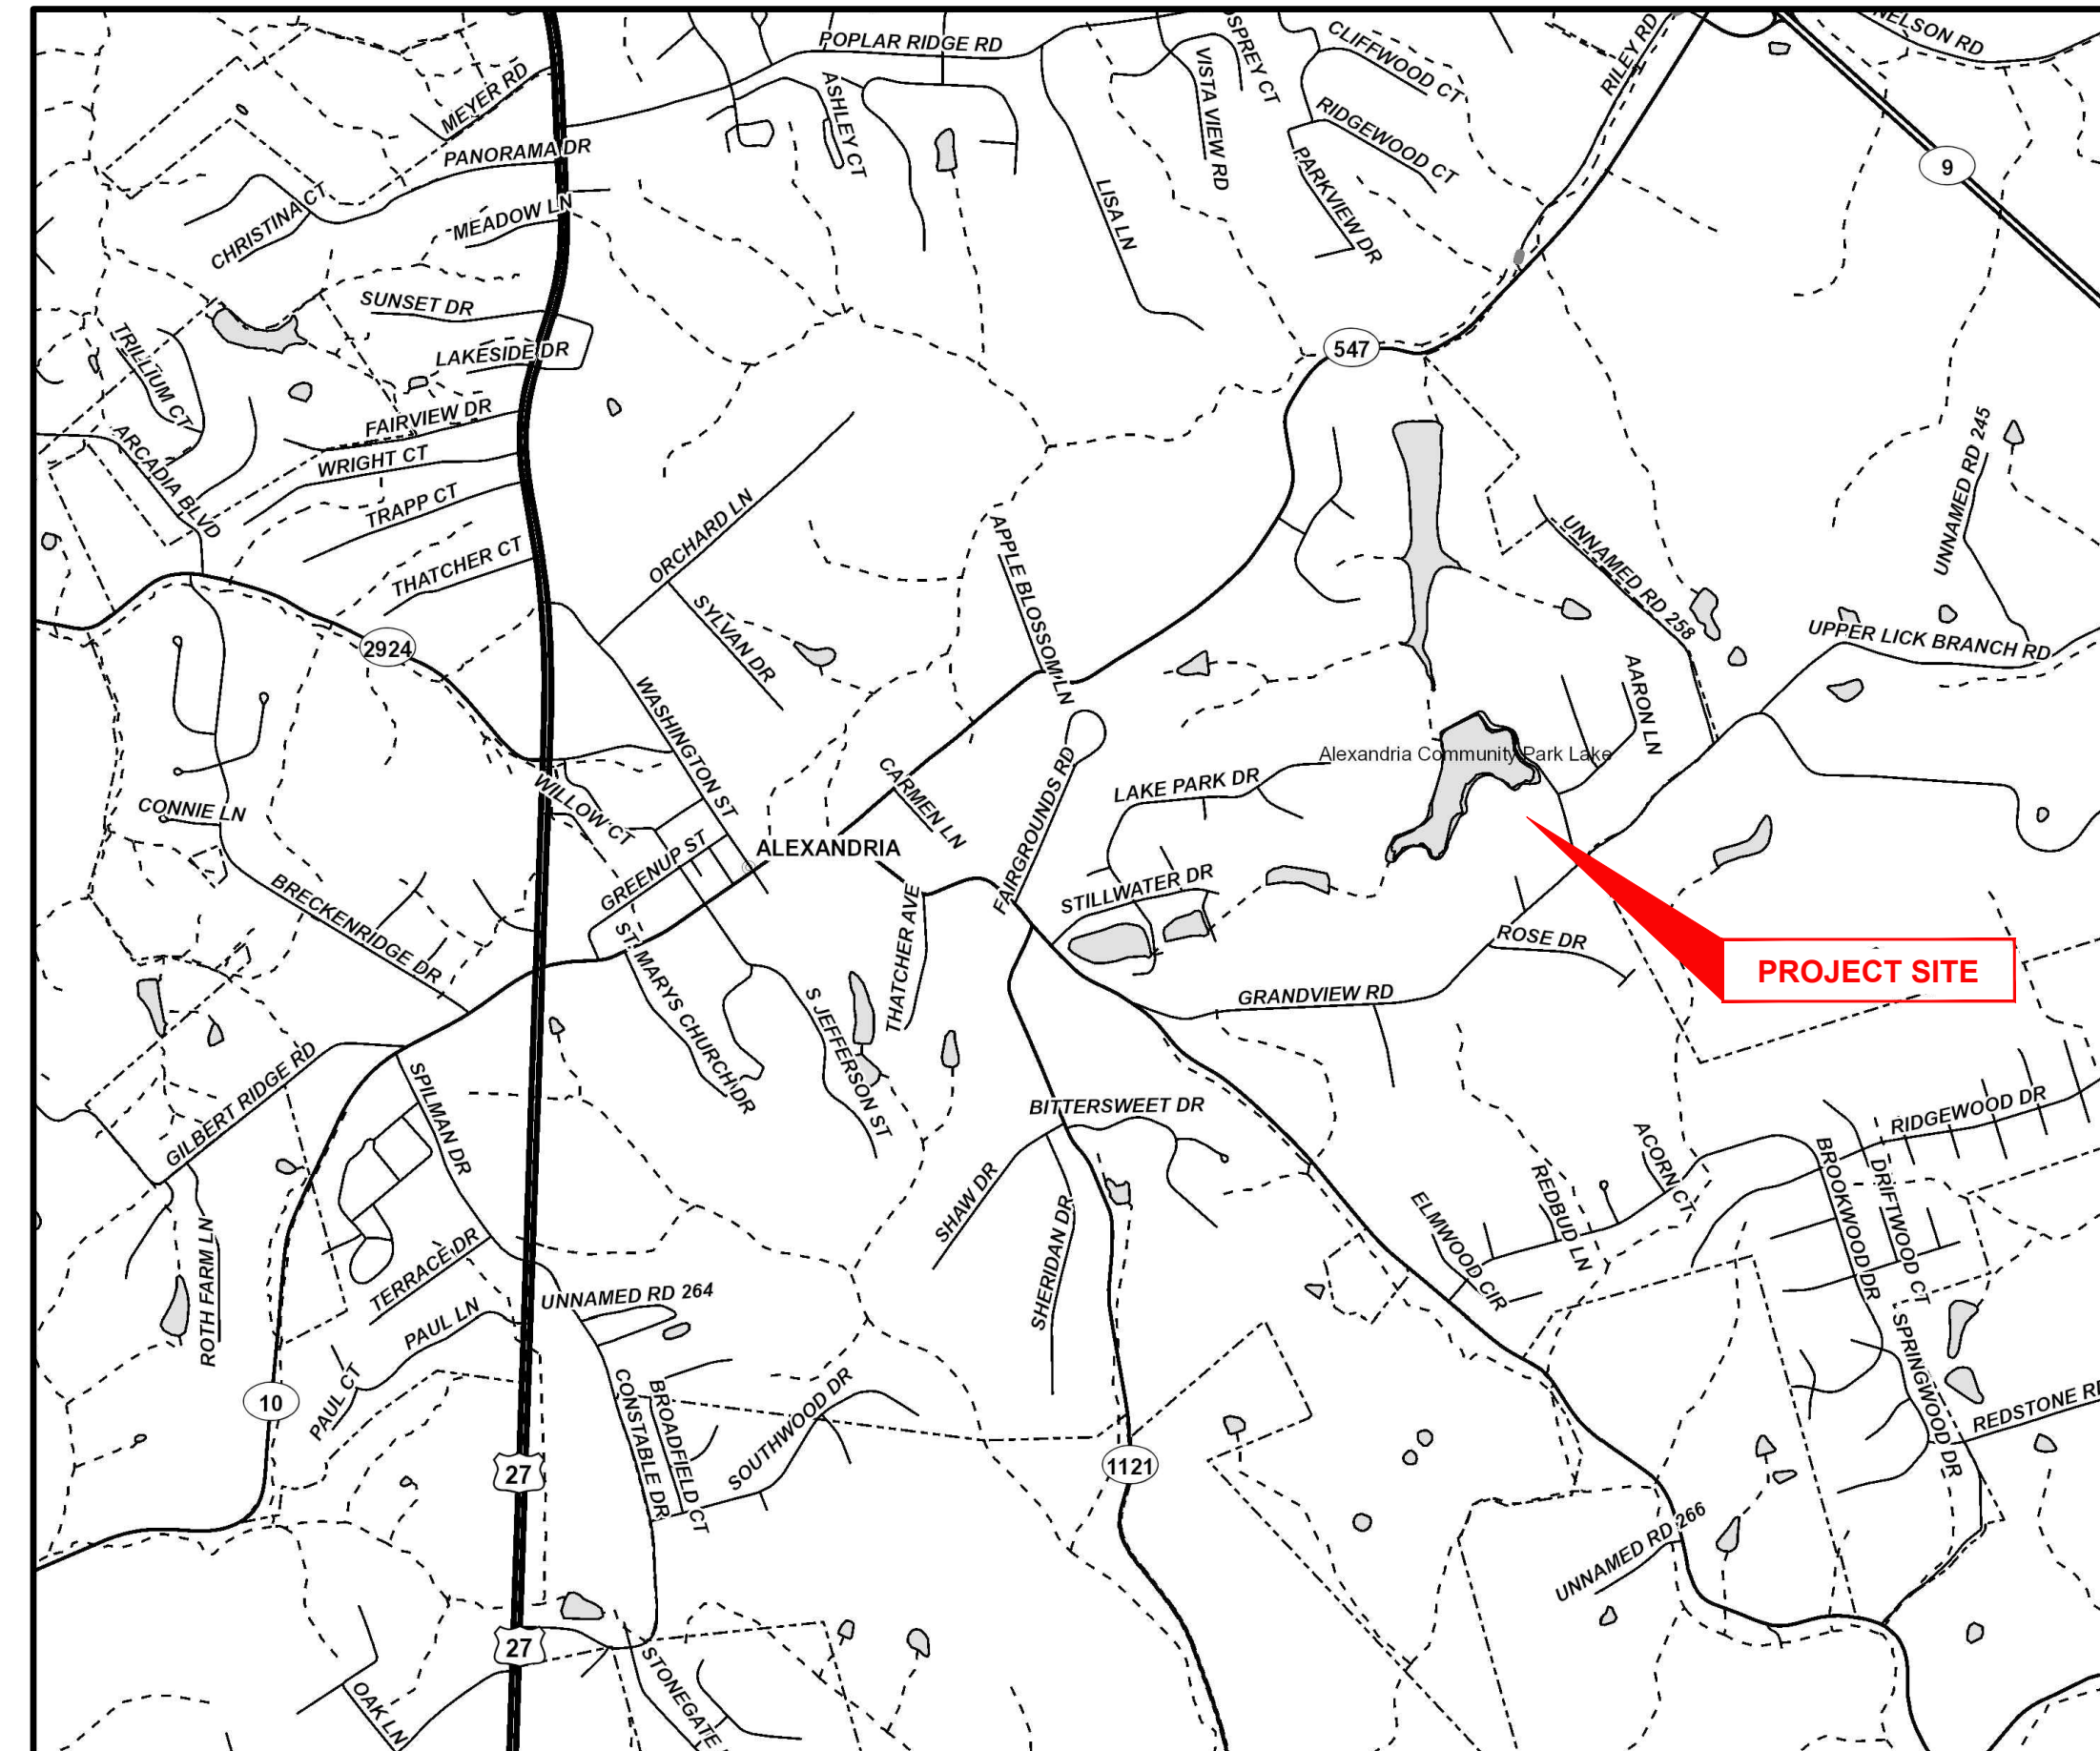 POPLAR RIDGE RD
SPREY CT
CLIFFWOOD CT
RILEY RD
NELSON RD
MEYER RD
ASHLEY CT
VISTA VIEW RD
RIDGEWOOD CT
PANORAMA DR
PARKVIEW DR
9
CHRISTINA CT
MEADOW LN
LISA LN
SUNSET DR
547
TRILLIUM CT
LAKESIDE DR
FAIRVIEW DR
ARCADIA BLVD
WRIGHT CT
TRAPP CT
ORCHARD LN
APPLE BLOSSOM LN
UNNAMED RD 258
UNNAMED RD 245
THATCHER CT
SYLVAN DR
2924
UPPER LICK BRANCH RD
WASHINGTON ST
AARON LN
Alexandria Community Park Lake
CARMEN LN
FAIRGROUNDS RD
LAKE PARK DR
WILLOW CT
CONNIE LN
GREENUP ST
ALEXANDRIA
STILLWATER DR
BRECKENRIDGE DR
THATCHER AVE
ROSE DR
PROJECT SITE
ST MARYS CHURCH DR
S JEFFERSON ST
GRANDVIEW RD
GILBERT RIDGE RD
SPILMAN DR
BITTERSWEET DR
RIDGEWOOD DR
ACORN CT
BROOKWOOD DR
DRIFTWOOD CT
REDBUD LN
SHAW DR
SHERIDAN DR
ELMWOOD CIR
ROTH FARM LN
TERRACE DR
UNNAMED RD 264
PAUL LN
SPRINGWOOD DR
PAUL CT
10
CONSTABLE DR
BROADFIELD CT
SOUTHWOOD DR
REDSTONE R
27
1121
UNNAMED RD 266
27
OAK LN
STONEGATE